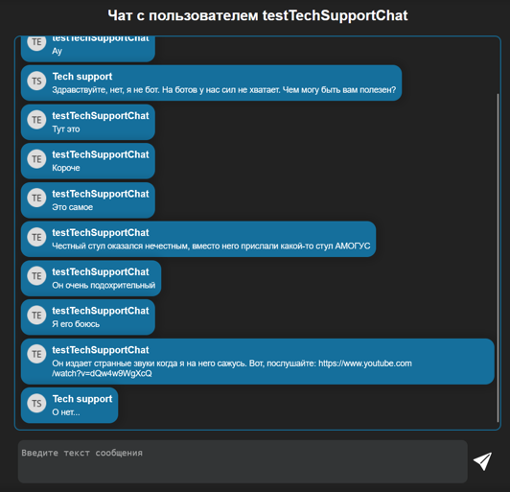 Чат с пользователем testTechSupportChat
TE
testTechSupportChat
Ау
TS
Tech support
Здравствуйте, нет, я не бот. На ботов у нас сил не хватает. Чем могу быть вам полезен?
TE
testTechSupportChat
Тут это
TE
testTechSupportChat
Короче
TE
testTechSupportChat
Это самое
TE
testTechSupportChat
Честный стул оказался нечестным, вместо него прислали какой-то стул АМОГУС
TE
testTechSupportChat
Он очень подохрительный
TE
testTechSupportChat
Я его боюсь
TE
testTechSupportChat
Он издает странные звуки когда я на него сажусь. Вот, послушайте: https://www.youtube.com
/watch?v=dQw4w9WgXcQ
TS
Tech support
О нет...
Введите текст сообщения